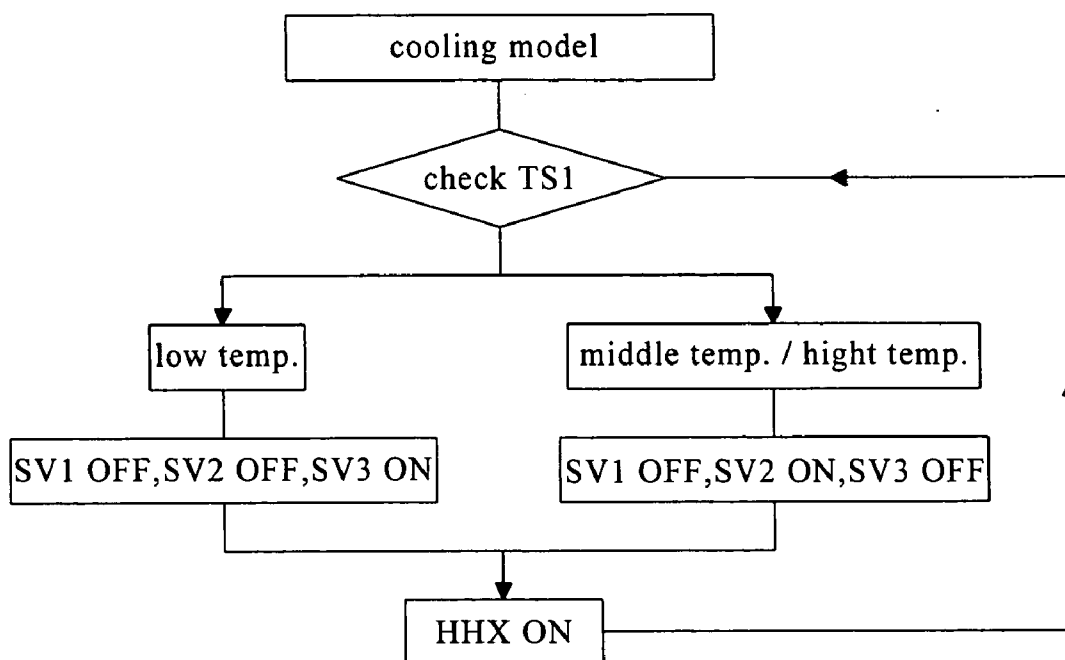 cooling model
check TS1
low temp.
middle temp. / hight temp.
SV1 OFF,SV2 OFF,SV3 ON
SV1 OFF,SV2 ON,SV3 OFF
HHX ON